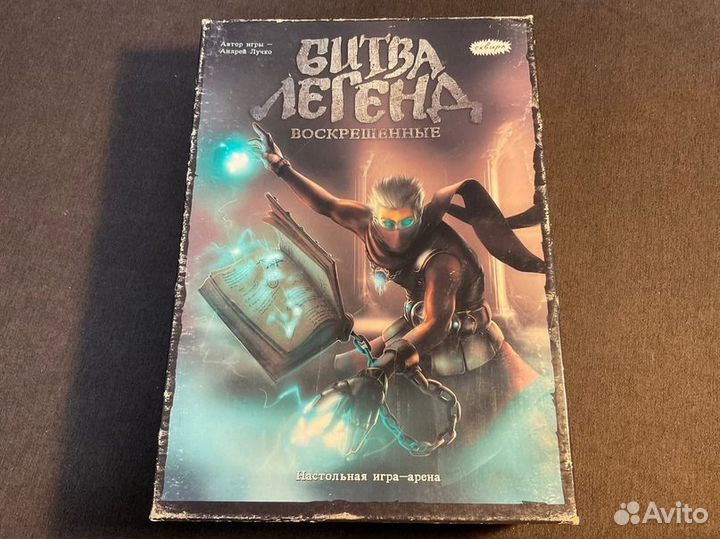 Автор игры —
Андрей Лучко
БИТВА
ЛЕГЕНД
ВОСКРЕШЕННЫЕ
Настольная игра-арена
Avito